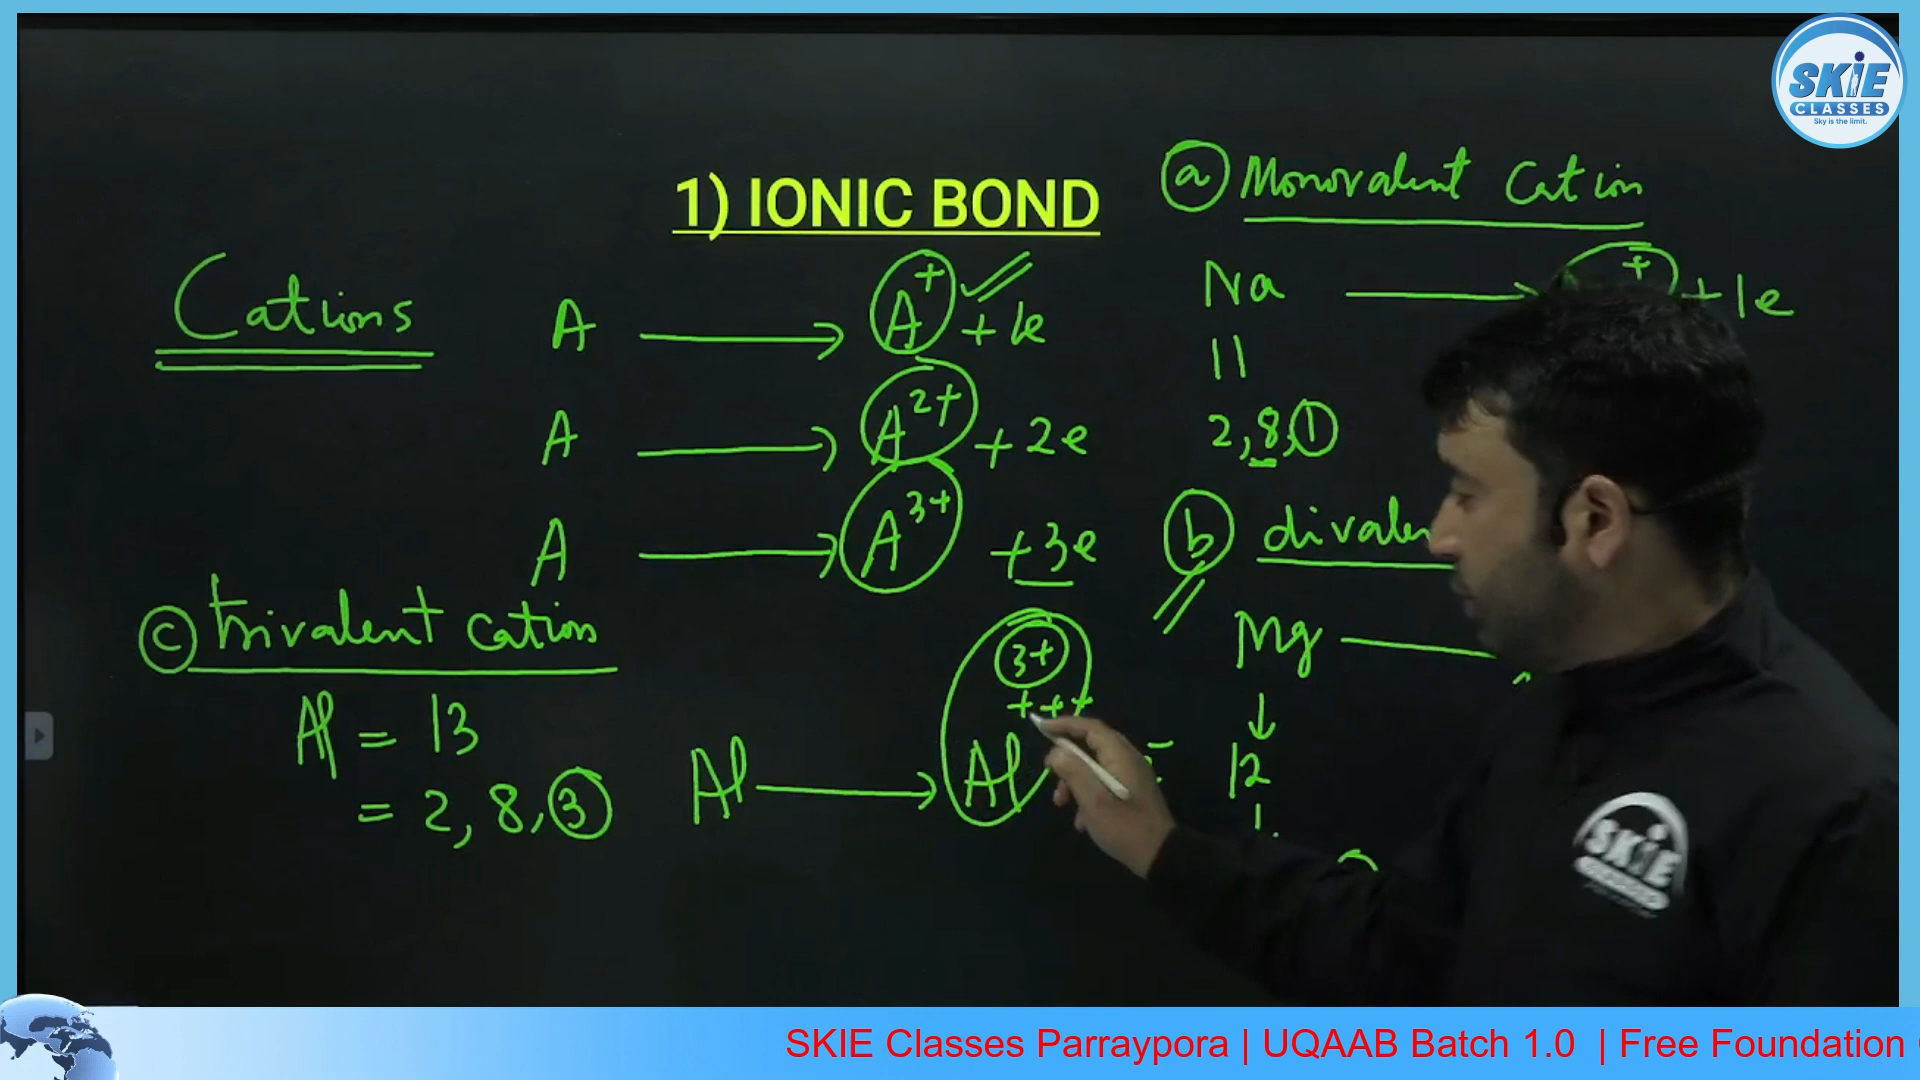 SKIE
CLASSES
Sky is the limit.
1) IONIC BOND
Cations
A ⟶ A⁺ + 1e
A ⟶ A²⁺ + 2e
A ⟶ A³⁺ + 3e
ⓒ trivalent cation
Al = 13
= 2, 8, 3
Al ⟶ Al
3+
+++
ⓐ Monovalent Cation
Na ⟶ + + 1e
11
2, 8, 1
ⓑ
Mg
↓
12
SKIE
SKIE Classes Parraypora | UQAAB Batch 1.0 | Free Foundation